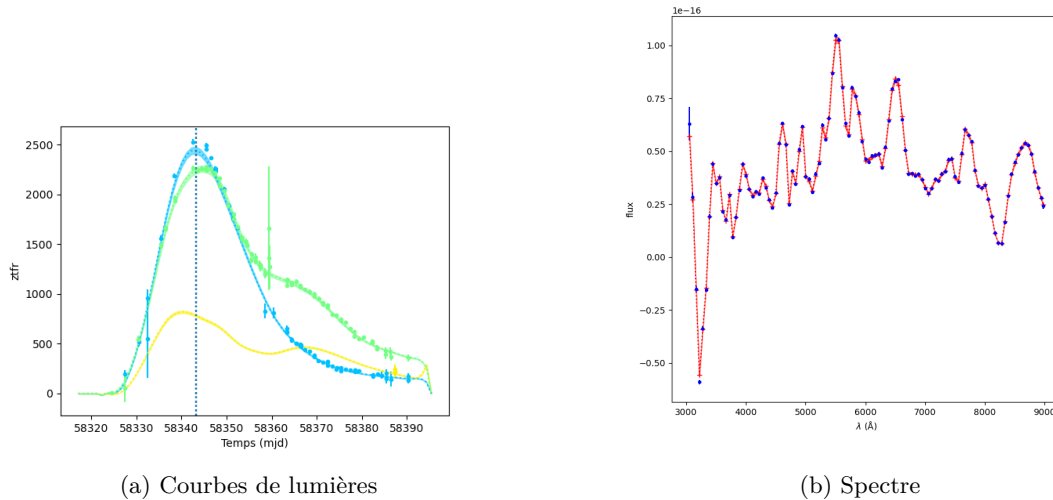 2500
2000
1500
1000
500
0
ztfr
58320 58330 58340 58350 58360 58370 58380 58390
Temps (mjd)
(a) Courbes de lumières
1e−16
1.00
0.75
0.50
0.25
0.00
−0.25
−0.50
flux
3000 4000 5000 6000 7000 8000 9000
λ (Å)
(b) Spectre